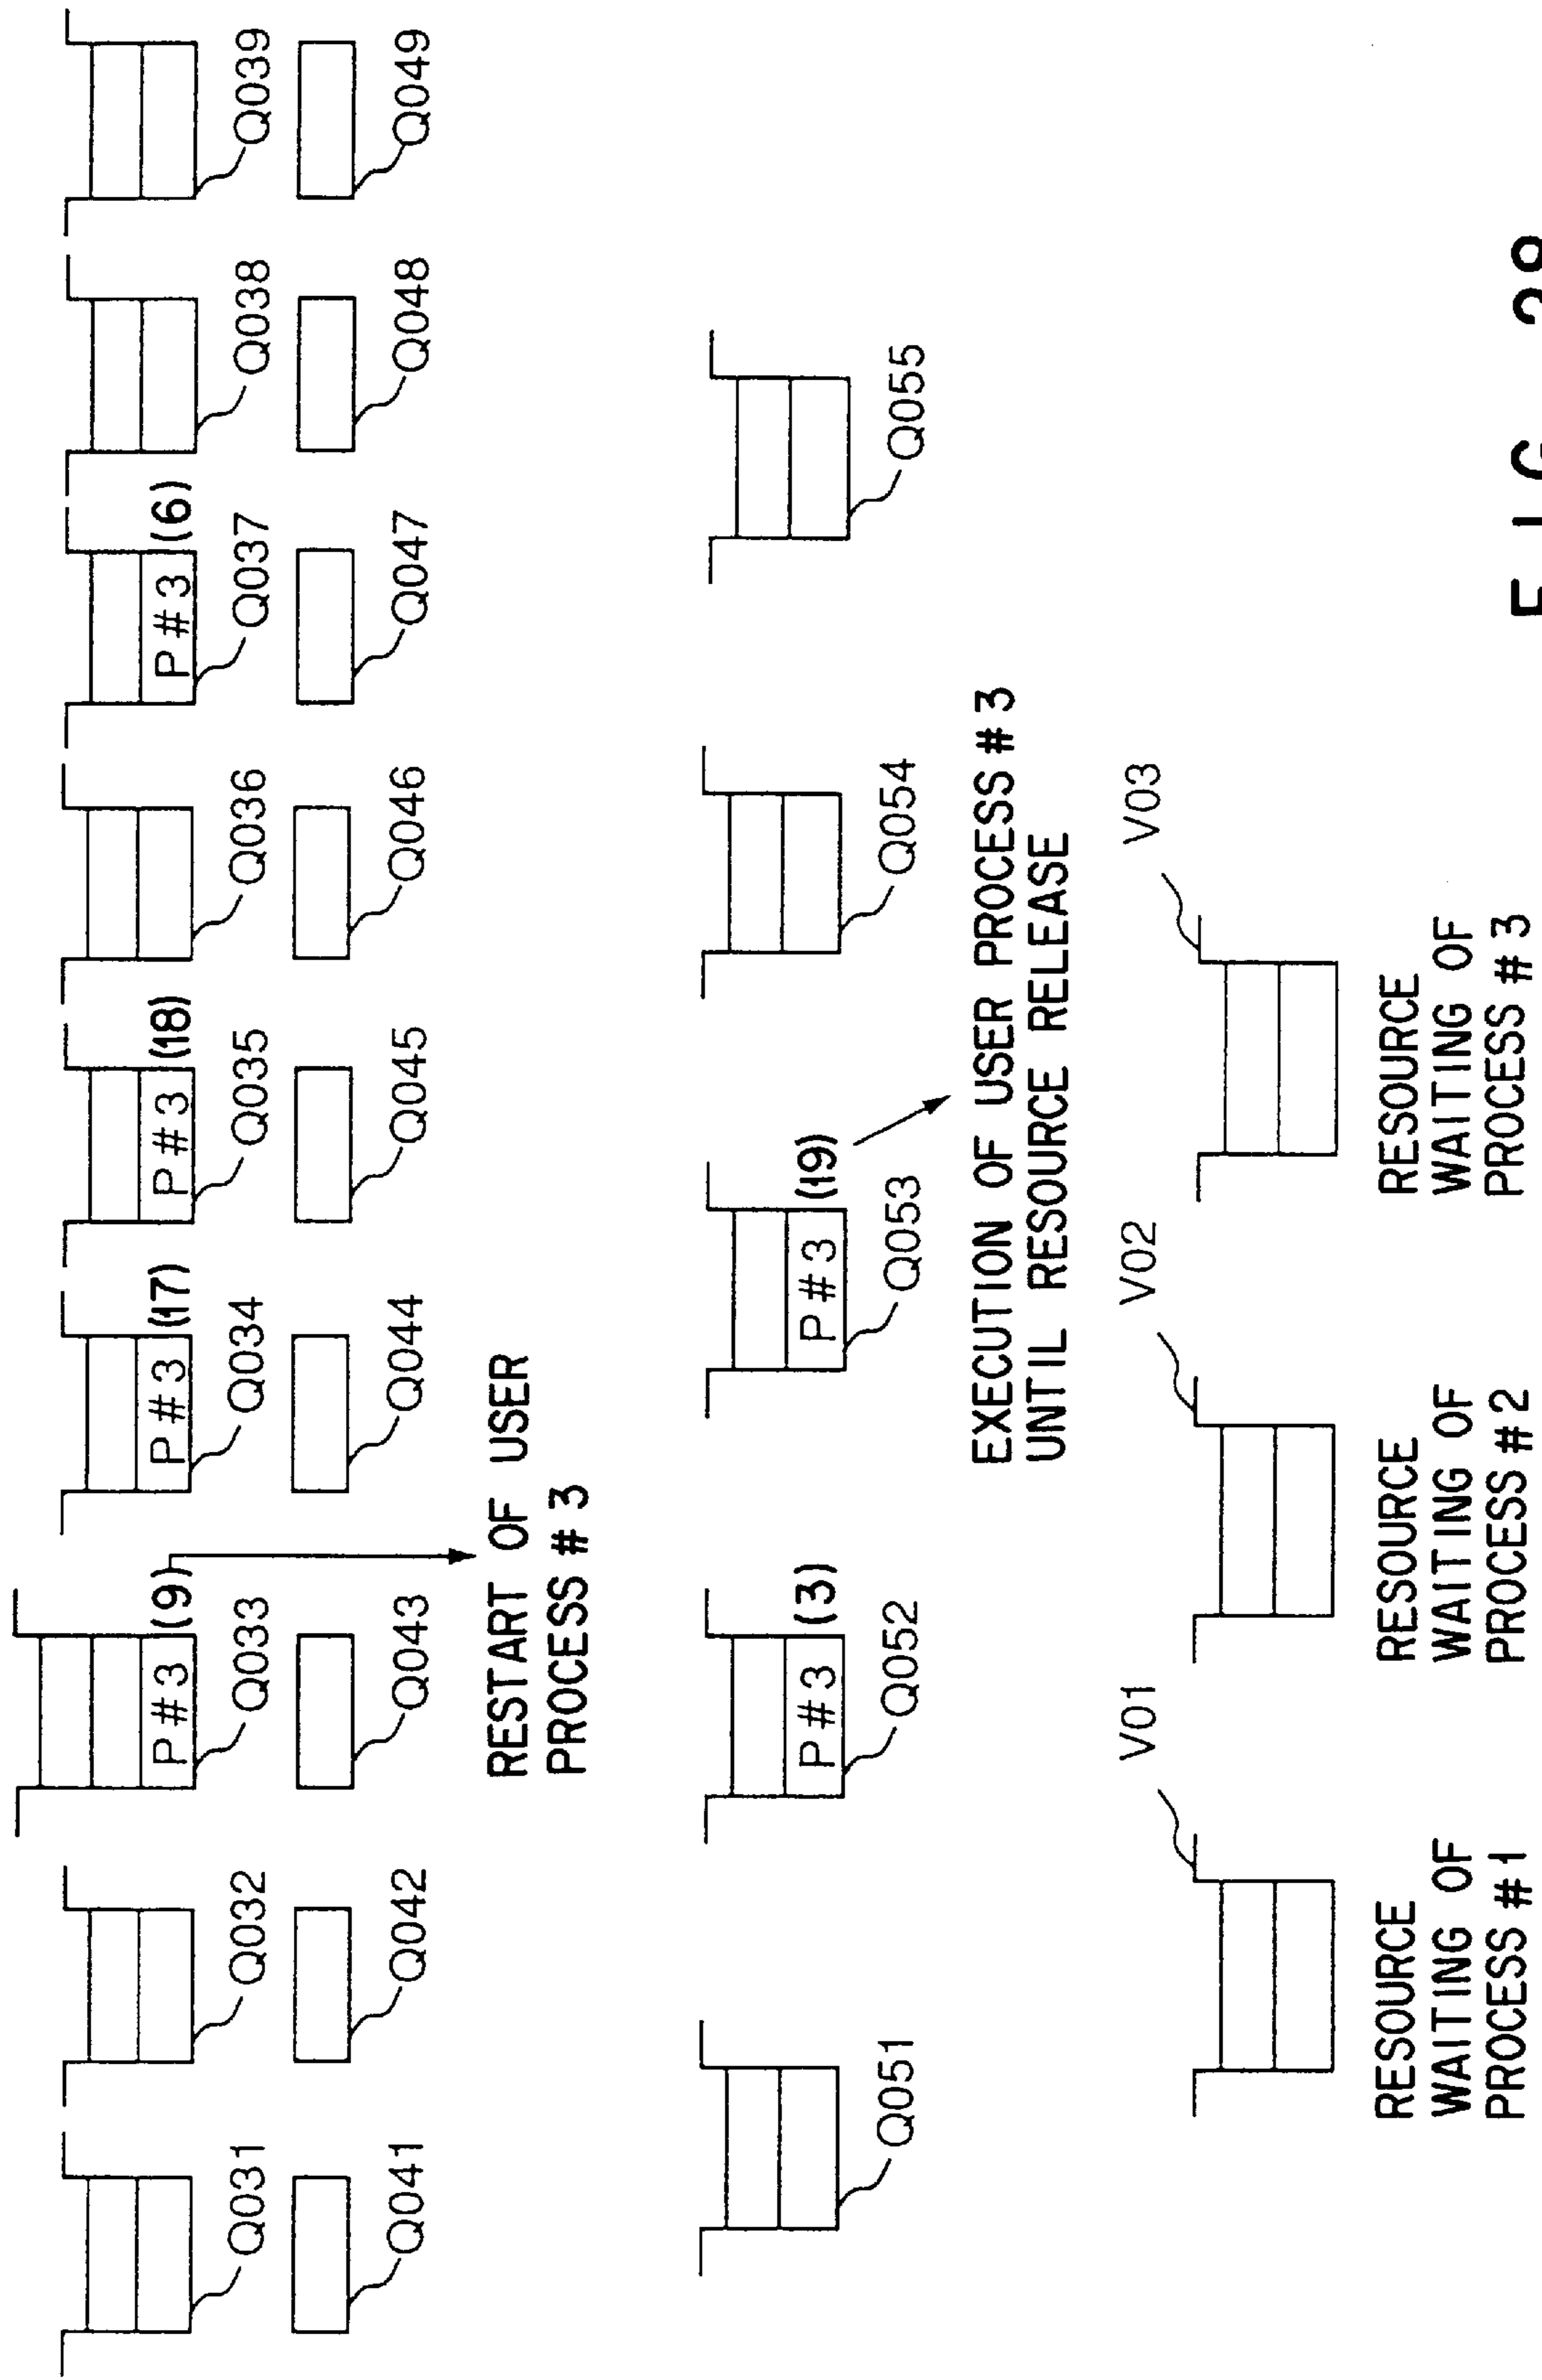 P#3 (9)
P#3 (17)
P#3 (18)
P#3 (6)
Q031
Q032
Q033
Q034
Q035
Q036
Q037
Q038
Q039
Q041
Q042
Q043
Q044
Q045
Q046
Q047
Q048
Q049
RESTART OF USER
PROCESS #3
P#3 (3)
P#3 (19)
Q051
Q052
Q053
Q054
Q055
EXECUTION OF USER PROCESS #3
UNTIL RESOURCE RELEASE
V01
V02
V03
RESOURCE
WAITING OF
PROCESS #1
RESOURCE
WAITING OF
PROCESS #2
RESOURCE
WAITING OF
PROCESS #3
FIG